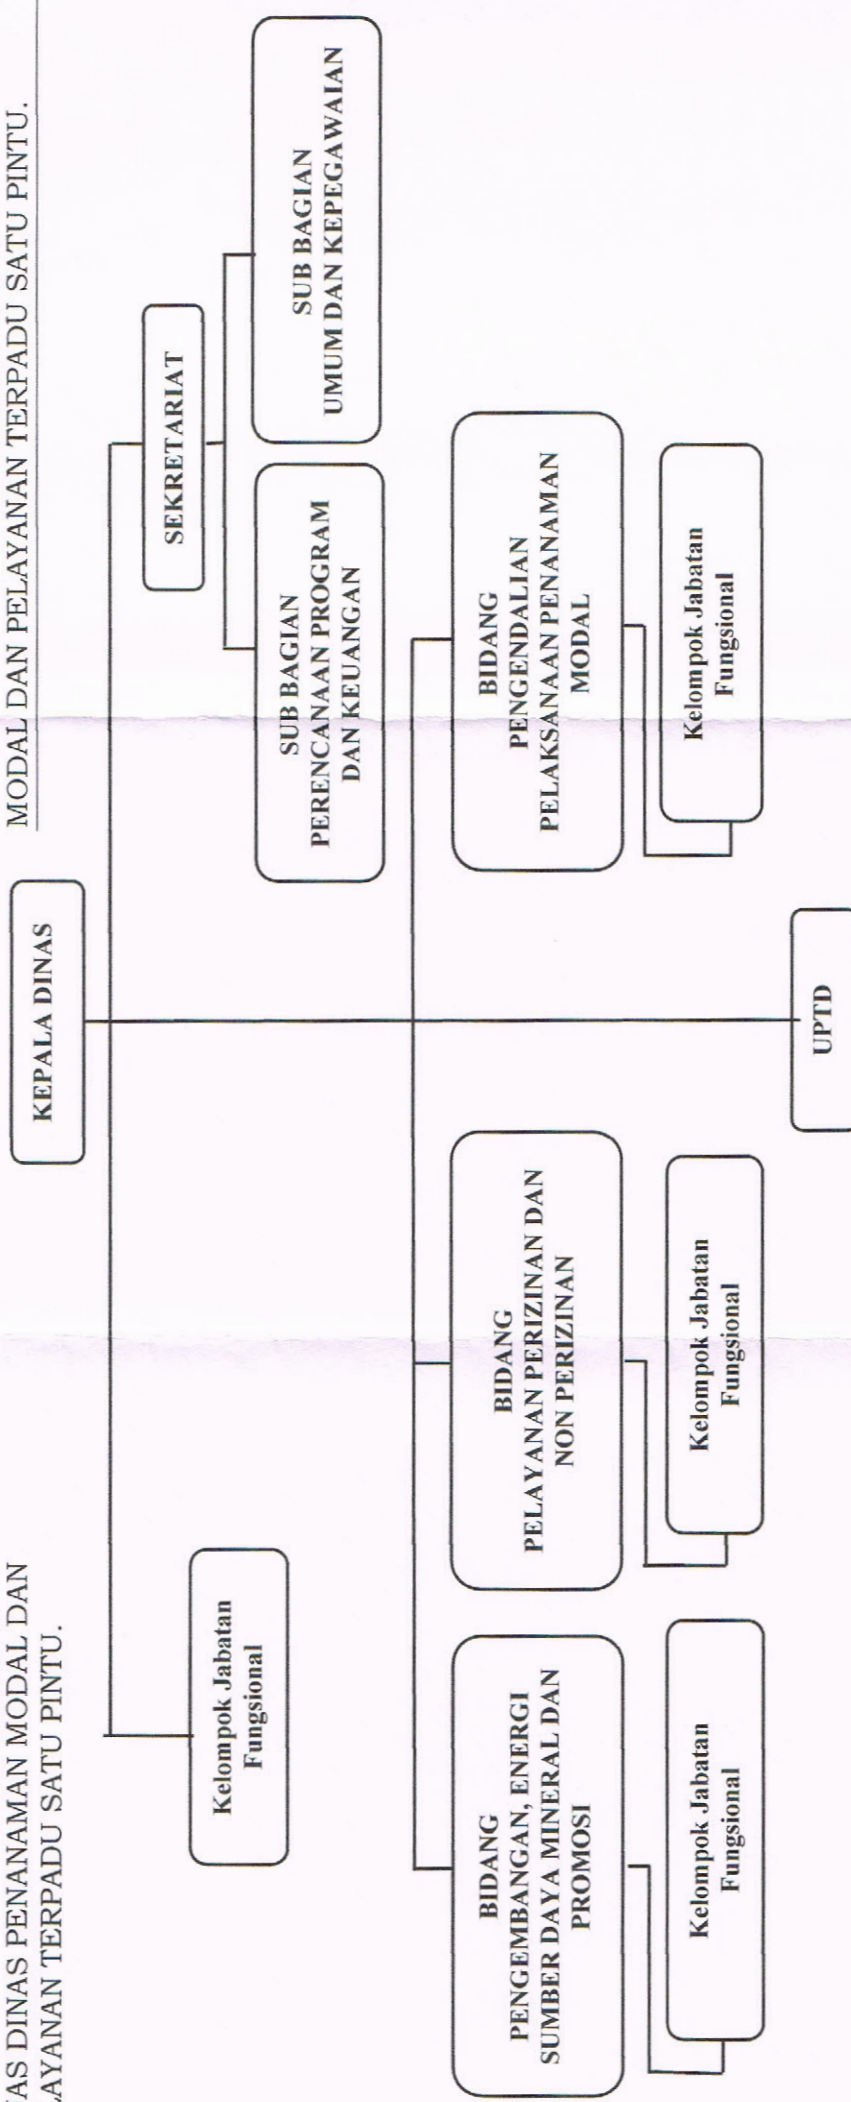 DINAS PENANAMAN MODAL DAN
TERPADU SATU PINTU.
MODAL DAN PELAYANAN TERPADU SATU PINTU.
KEPALA DINAS
Kelompok Jabatan
Fungsional
SEKRETARIAT
SUB BAGIAN
PERENCANAAN PROGRAM
DAN KEUANGAN
SUB BAGIAN
UMUM DAN KEPEGAWAIAN
BIDANG
PENGEMBANGAN, ENERGI
SUMBER DAYA MINERAL DAN
PROMOSI
BIDANG
PELAYANAN PERIZINAN DAN
NON PERIZINAN
BIDANG
PENGENDALIAN
PELAKSANAAN PENANAMAN
MODAL
Kelompok Jabatan
Fungsional
Kelompok Jabatan
Fungsional
Kelompok Jabatan
Fungsional
UPTD